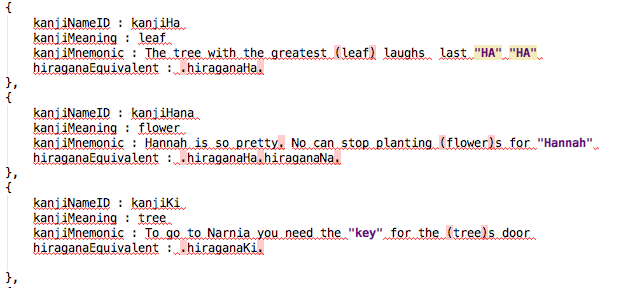 {
kanjiNameID : kanjiHa
kanjiMeaning : leaf
kanjiMnemonic : The tree with the greatest (leaf) laughs  last "HA" "HA"
hiraganaEquivalent : .hiraganaHa.
},
{
kanjiNameID : kanjiHana
kanjiMeaning : flower
kanjiMnemonic : Hannah is so pretty. No can stop planting (flower)s for "Hannah"
hiraganaEquivalent : .hiraganaHa.hiraganaNa.
},
{
kanjiNameID : kanjiKi
kanjiMeaning : tree
kanjiMnemonic : To go to Narnia you need the "key" for the (tree)s door
hiraganaEquivalent : .hiraganaKi.
},